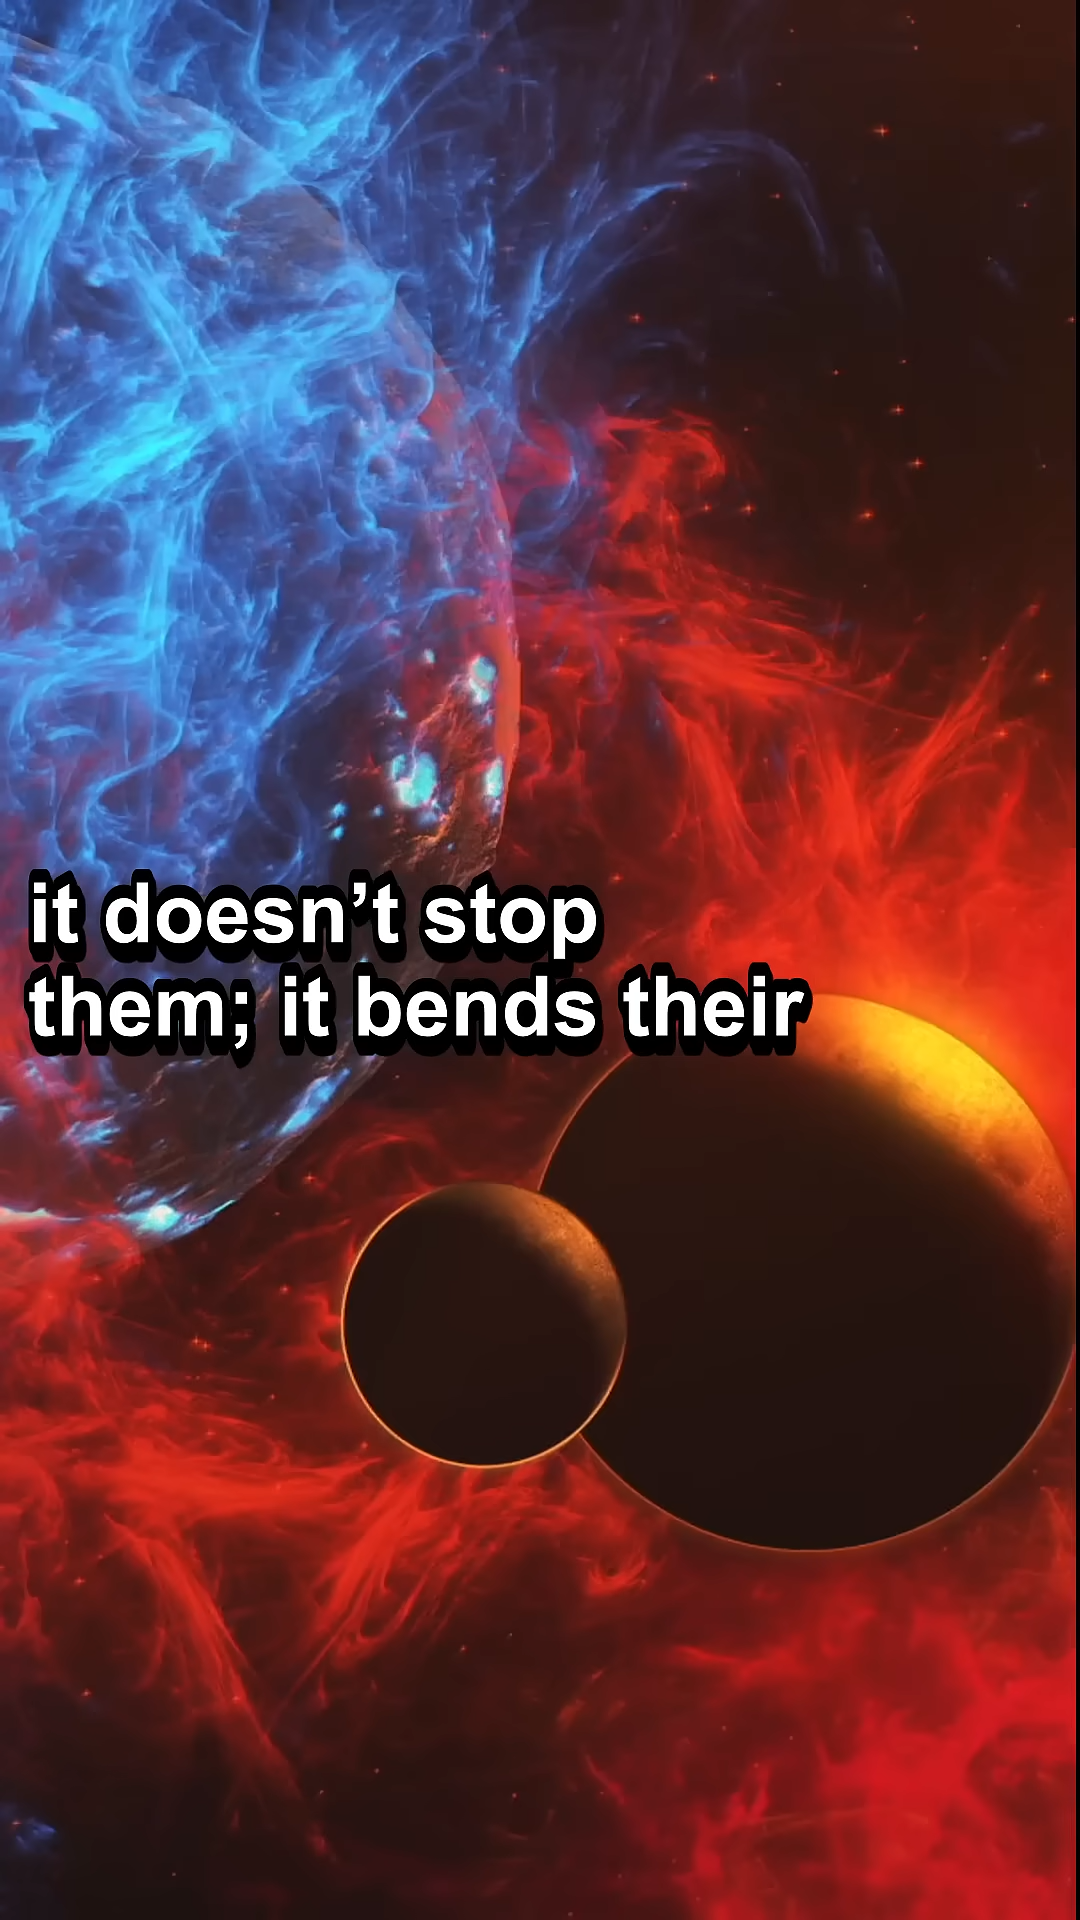 it doesn’t stop
them; it bends their